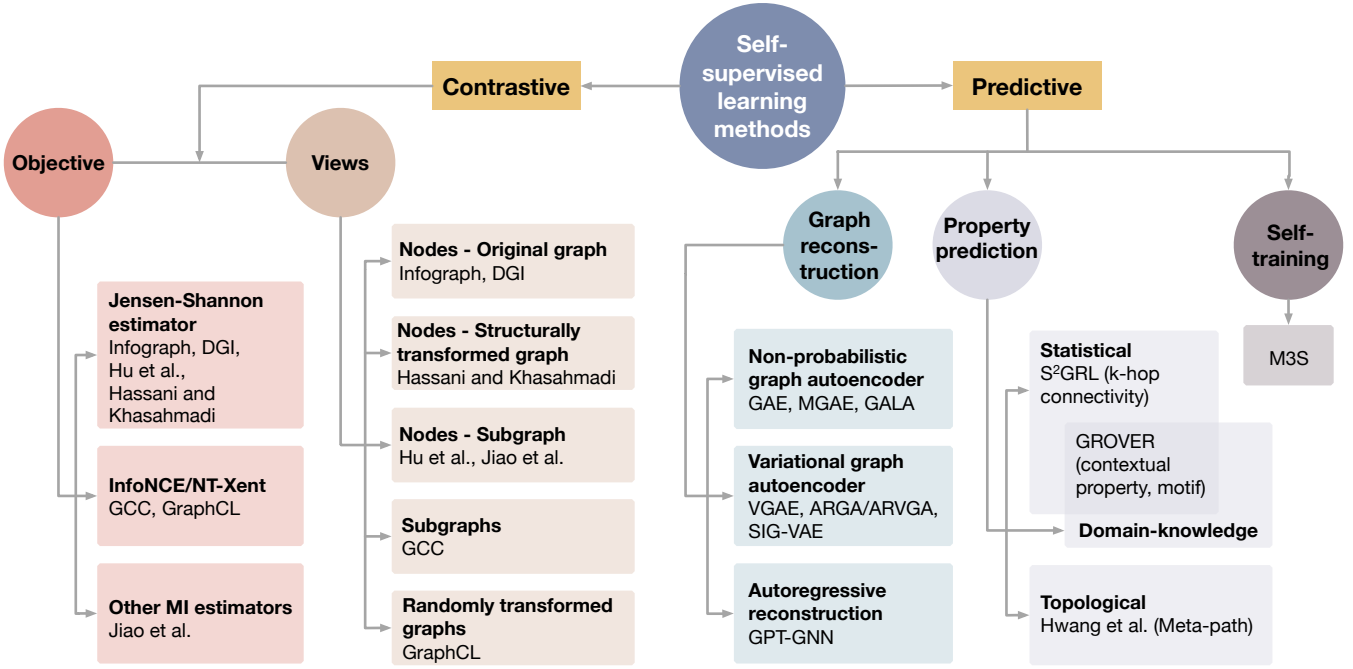 Self-
supervised
learning
methods
Contrastive
Predictive
Objective
Views
Jensen-Shannon
estimator
Infograph, DGI,
Hu et al.,
Hassani and
Khasahmadi
InfoNCE/NT-Xent
GCC, GraphCL
Other MI estimators
Jiao et al.
Nodes - Original graph
Infograph, DGI
Nodes - Structurally
transformed graph
Hassani and Khasahmadi
Nodes - Subgraph
Hu et al., Jiao et al.
Subgraphs
GCC
Randomly transformed
graphs
GraphCL
Graph
recons-
truction
Non-probabilistic
graph autoencoder
GAE, MGAE, GALA
Variational graph
autoencoder
VGAE, ARGA/ARVGA,
SIG-VAE
Autoregressive
reconstruction
GPT-GNN
Property
prediction
Statistical
S²GRL (k-hop
connectivity)
GROVER
(contextual
property, motif)
Domain-knowledge
Topological
Hwang et al. (Meta-path)
Self-
training
M3S